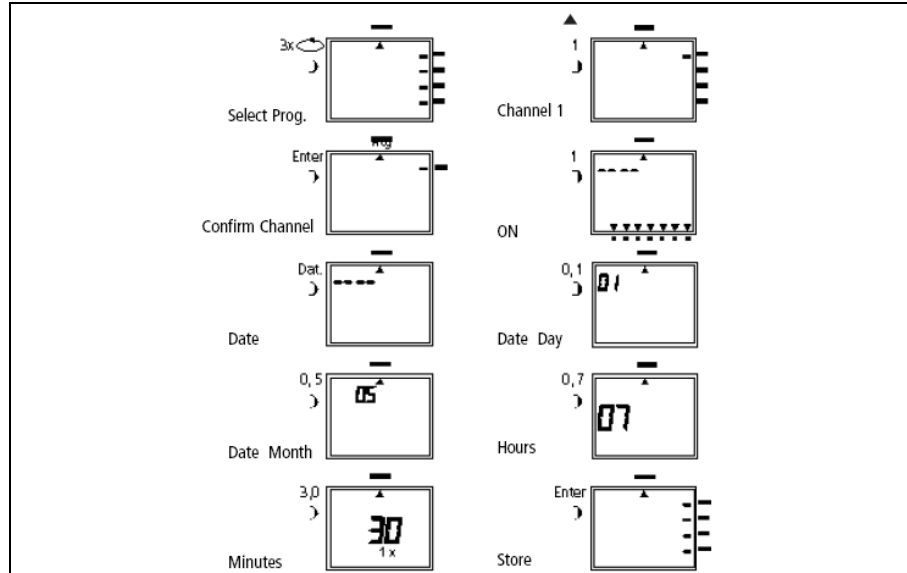 3x
Select Prog.
1
Channel 1
Enter
Confirm Channel
1
ON
Dat.
Date
0,1
01
Date Day
0,5
05
Date Month
0,7
07
Hours
3,0
30
1x
Minutes
Enter
Store